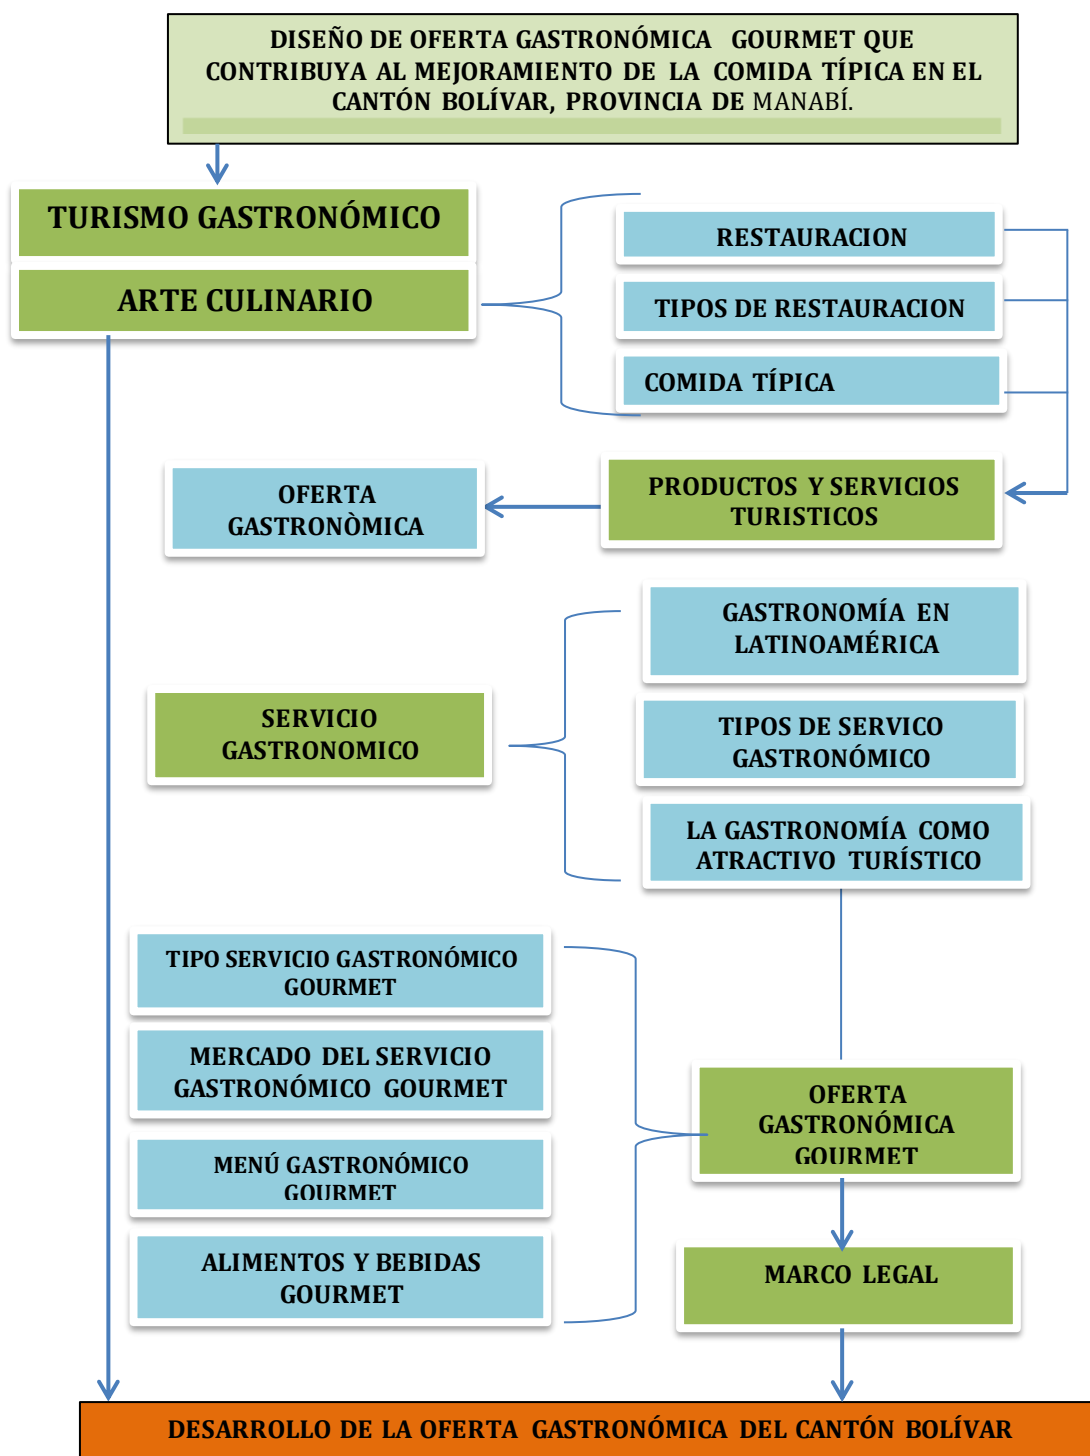 DISEÑO DE OFERTA GASTRONÓMICA GOURMET QUE
CONTRIBUYA AL MEJORAMIENTO DE LA COMIDA TÍPICA EN EL
CANTÓN BOLÍVAR, PROVINCIA DE MANABÍ.
TURISMO GASTRONÓMICO
ARTE CULINARIO
RESTAURACION
TIPOS DE RESTAURACION
COMIDA TÍPICA
PRODUCTOS Y SERVICIOS
TURISTICOS
OFERTA
GASTRONÒMICA
GASTRONOMÍA EN
LATINOAMÉRICA
SERVICIO
GASTRONOMICO
TIPOS DE SERVICO
GASTRONÓMICO
LA GASTRONOMÍA COMO
ATRACTIVO TURÍSTICO
TIPO SERVICIO GASTRONÓMICO
GOURMET
MERCADO DEL SERVICIO
GASTRONÓMICO GOURMET
MENÚ GASTRONÓMICO
GOURMET
ALIMENTOS Y BEBIDAS
GOURMET
OFERTA
GASTRONÓMICA
GOURMET
MARCO LEGAL
DESARROLLO DE LA OFERTA GASTRONÓMICA DEL CANTÓN BOLÍVAR